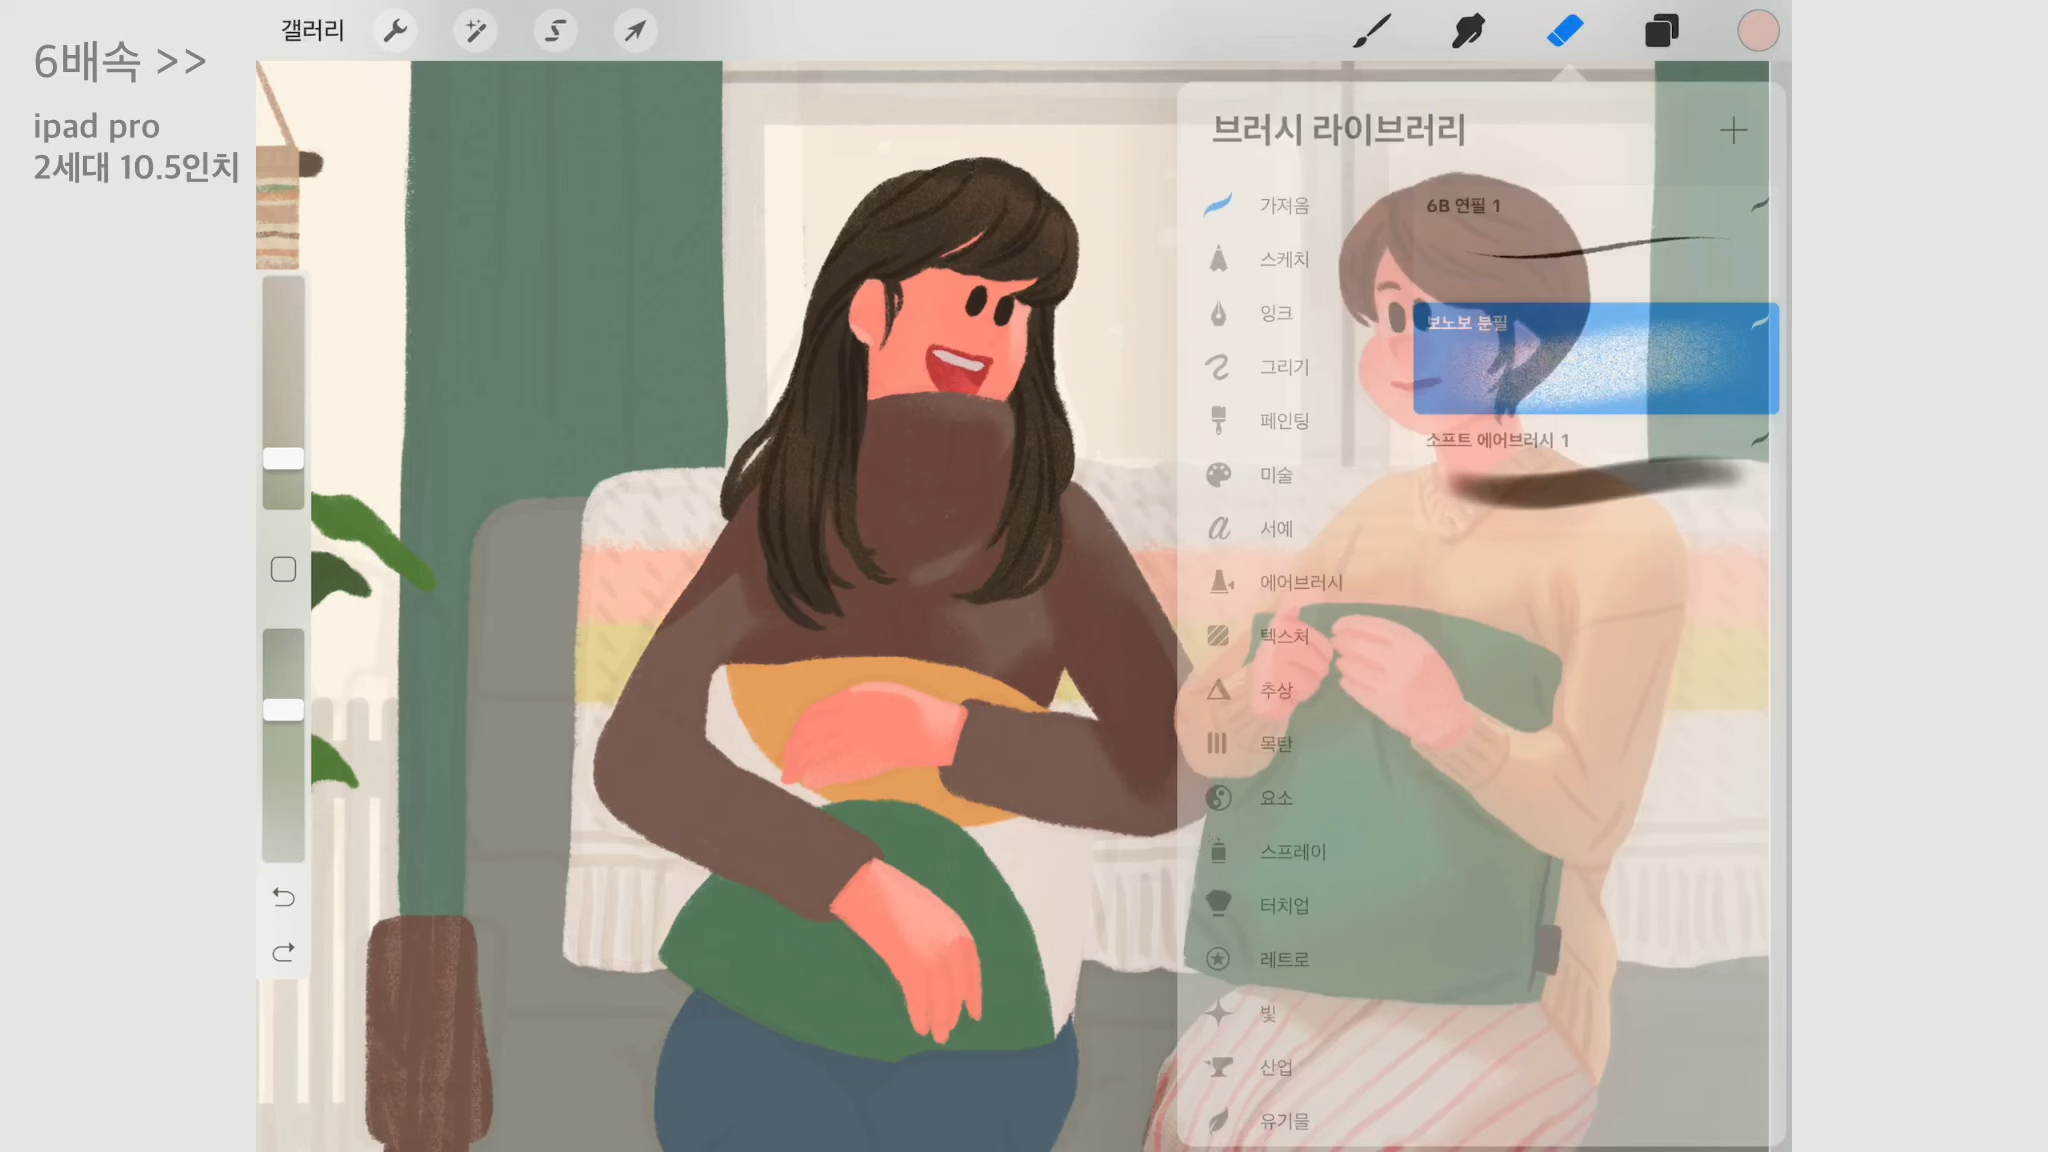 6배속 >>
ipad pro
2세대 10.5인치
갤러리
브러시 라이브러리
가져옴
스케치
잉크
그리기
페인팅
미술
서예
에어브러시
텍스처
추상
목탄
요소
스프레이
터치업
레트로
빛
산업
유기물
6B 연필 1
보노보 분필
소프트 에어브러시 1